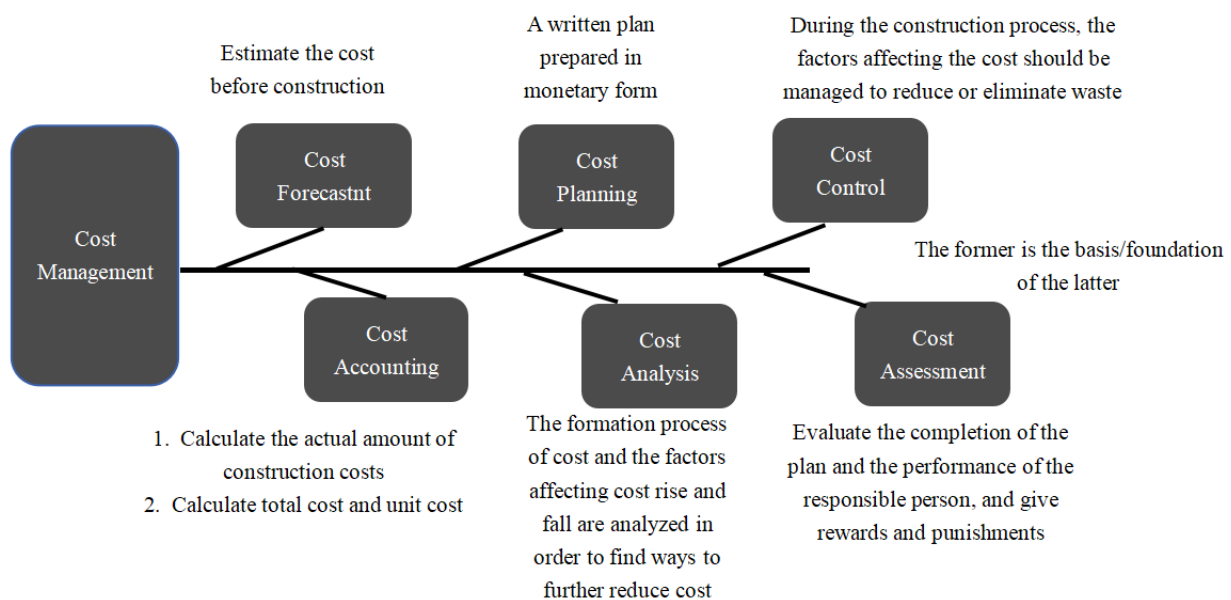 Estimate the cost
before construction
A written plan
prepared in
monetary form
During the construction process, the
factors affecting the cost should be
managed to reduce or eliminate waste
Cost
Management
Cost
Forecastnt
Cost
Planning
Cost
Control
The former is the basis/foundation
of the latter
Cost
Accounting
Cost
Analysis
Cost
Assessment
1. Calculate the actual amount of
construction costs
2. Calculate total cost and unit cost
The formation process
of cost and the factors
affecting cost rise and
fall are analyzed in
order to find ways to
further reduce cost
Evaluate the completion of the
plan and the performance of the
responsible person, and give
rewards and punishments